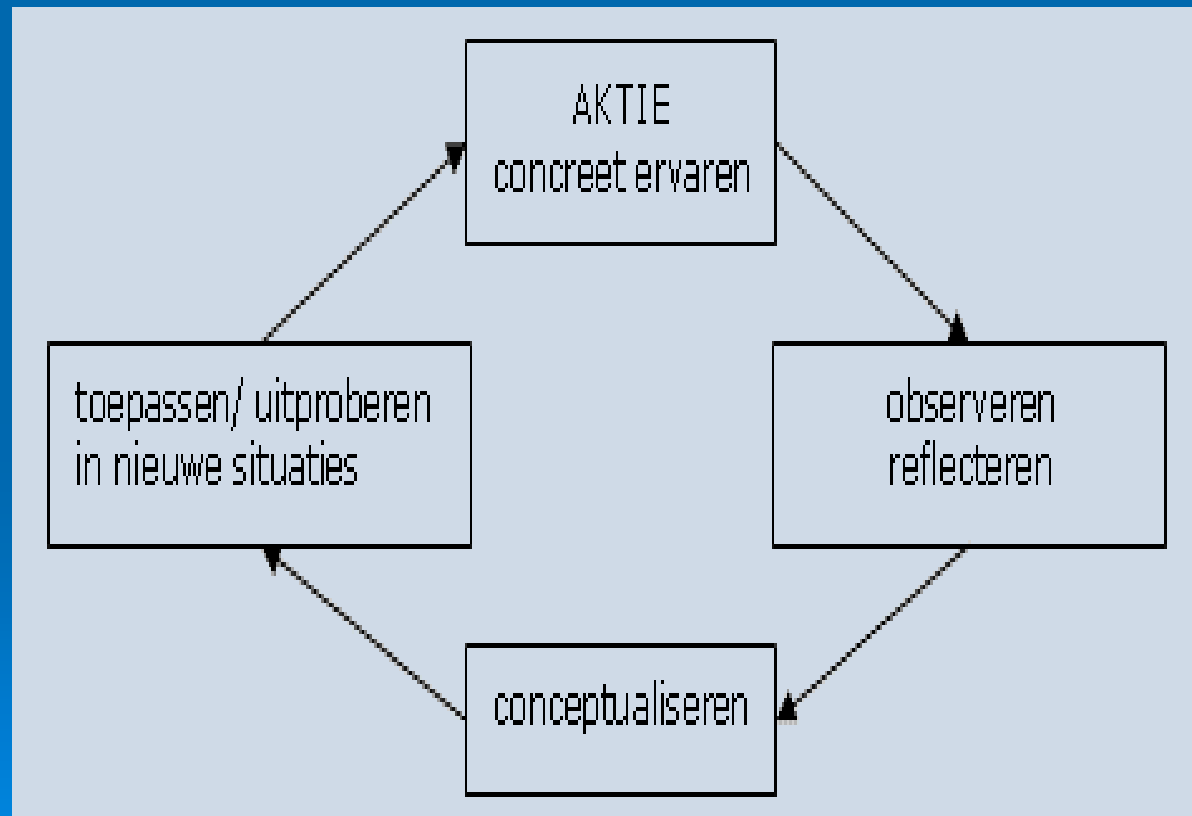 AKTIE
concreet ervaren
observeren
reflecteren
conceptualiseren
toepassen/ uitproberen
in nieuwe situaties